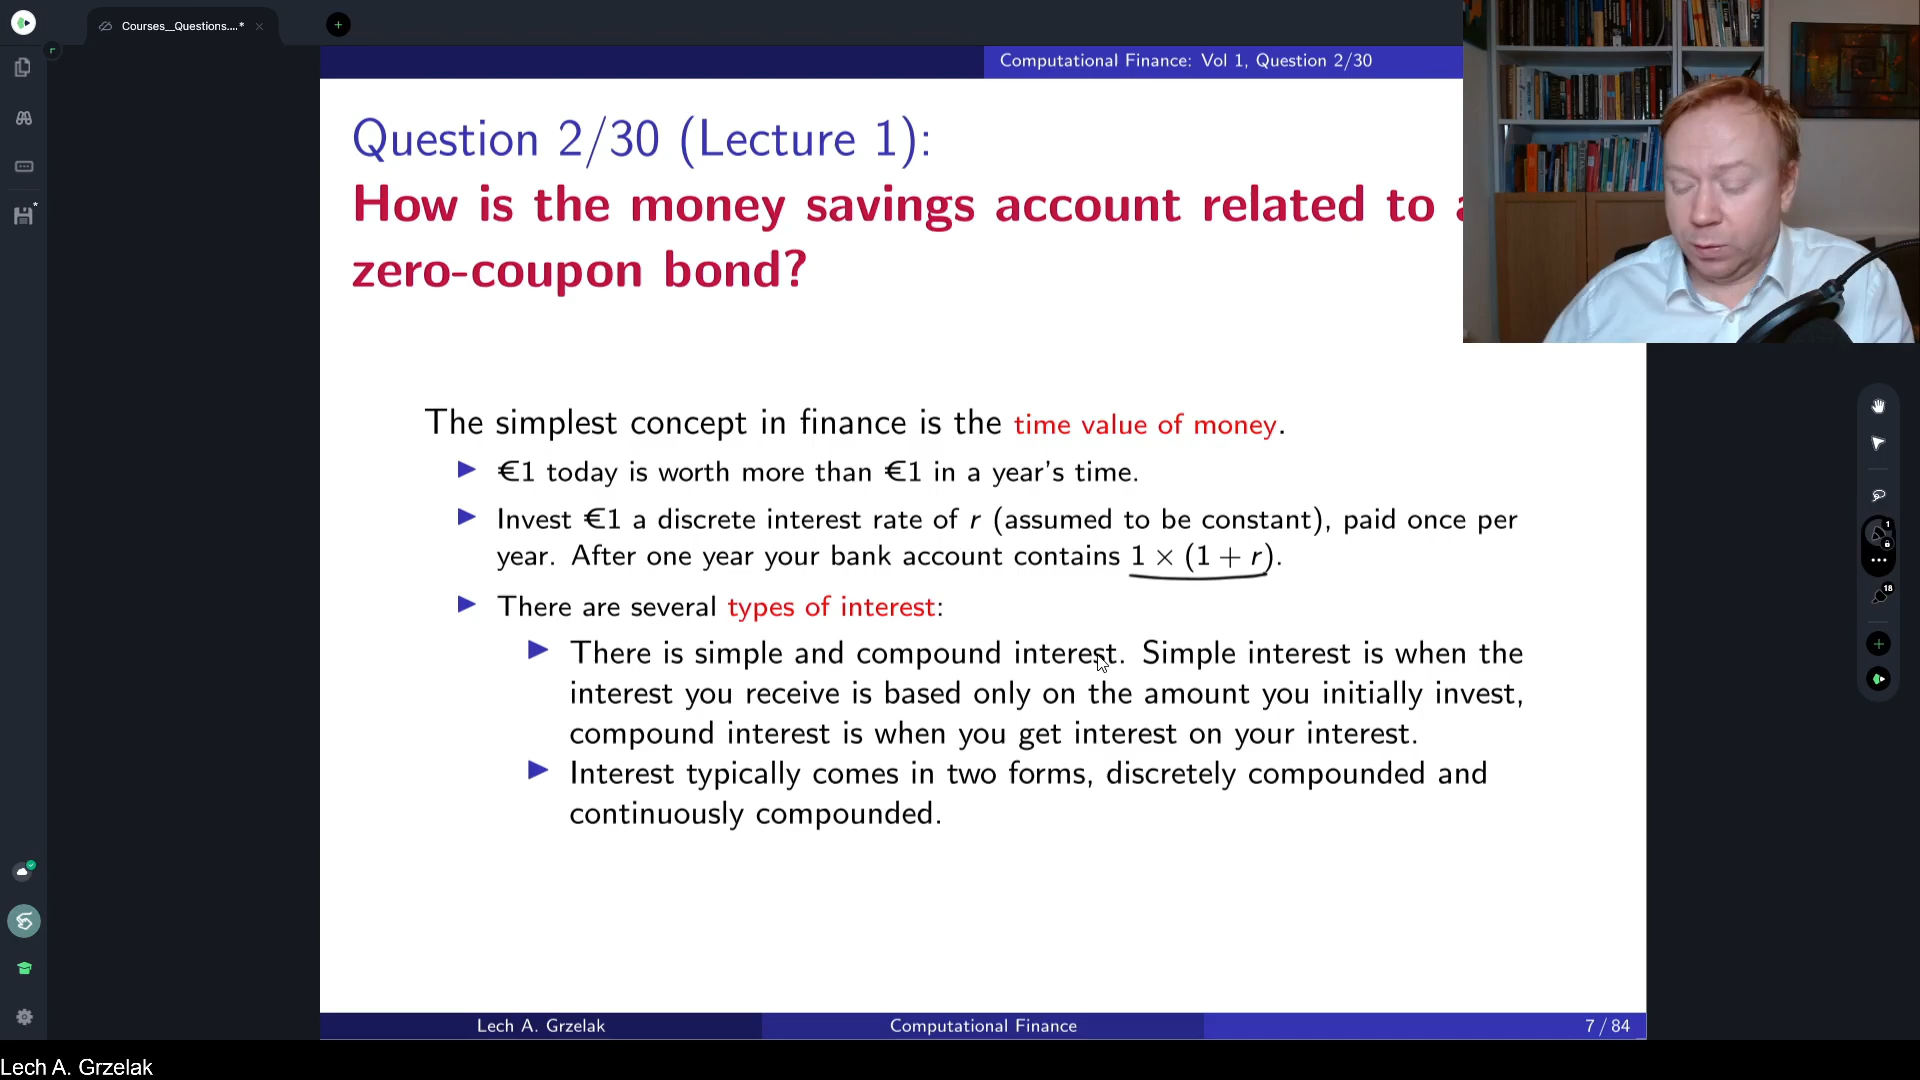 Courses__Questions....*
Computational Finance: Vol 1, Question 2/30
Question 2/30 (Lecture 1):
How is the money savings account related to
zero-coupon bond?
The simplest concept in finance is the time value of money.
€1 today is worth more than €1 in a year's time.
Invest €1 a discrete interest rate of r (assumed to be constant), paid once per
year. After one year your bank account contains 1 × (1 + r).
There are several types of interest:
There is simple and compound interest. Simple interest is when the
interest you receive is based only on the amount you initially invest,
compound interest is when you get interest on your interest.
Interest typically comes in two forms, discretely compounded and
continuously compounded.
1
18
Lech A. Grzelak
Computational Finance
7 / 84
Lech A. Grzelak